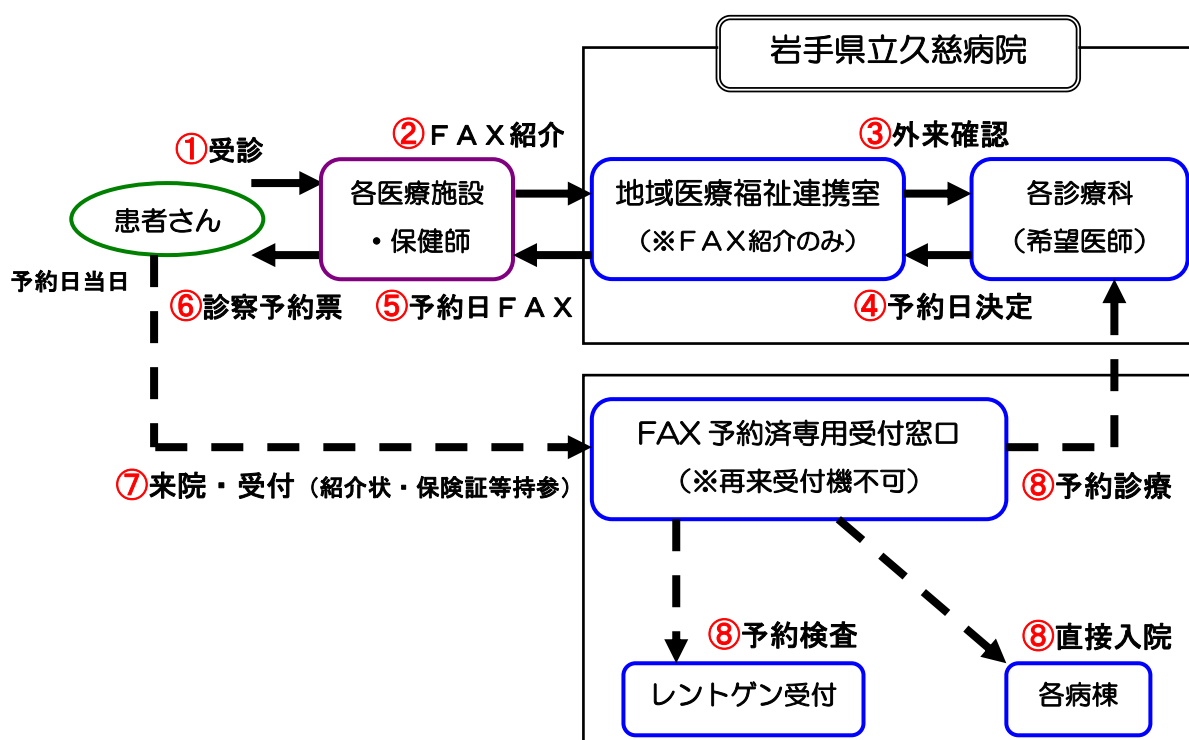 岩手県立久慈病院
①受診
②ＦＡＸ紹介
③外来確認
患者さん
各医療施設
・保健師
地域医療福祉連携室
（※ＦＡＸ紹介のみ）
各診療科
（希望医師）
予約日当日
⑥診察予約票
⑤予約日ＦＡＸ
④予約日決定
FAX 予約済専用受付窓口
（※再来受付機不可）
⑦来院・受付（紹介状・保険証等持参）
⑧予約診療
⑧予約検査
⑧直接入院
レントゲン受付
各病棟